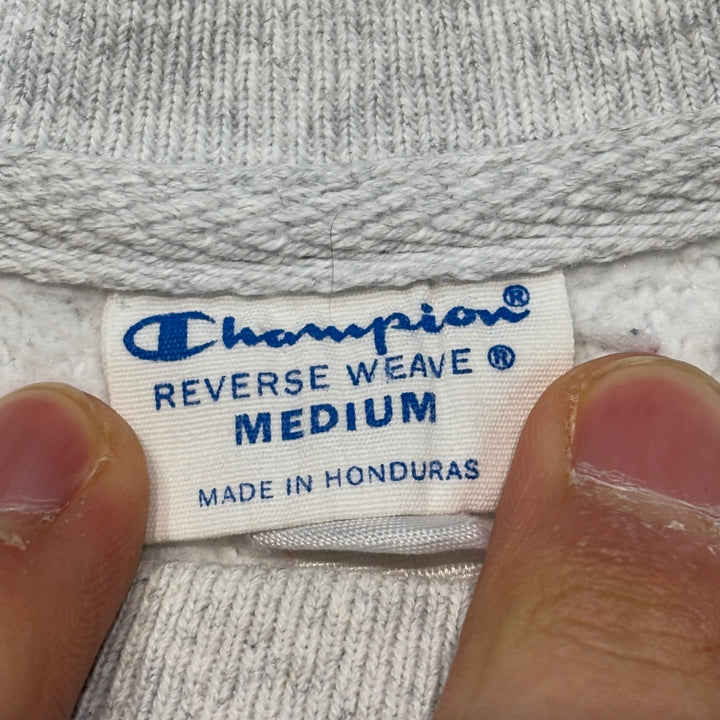 Champion®
REVERSE WEAVE ®
MEDIUM
MADE IN HONDURAS